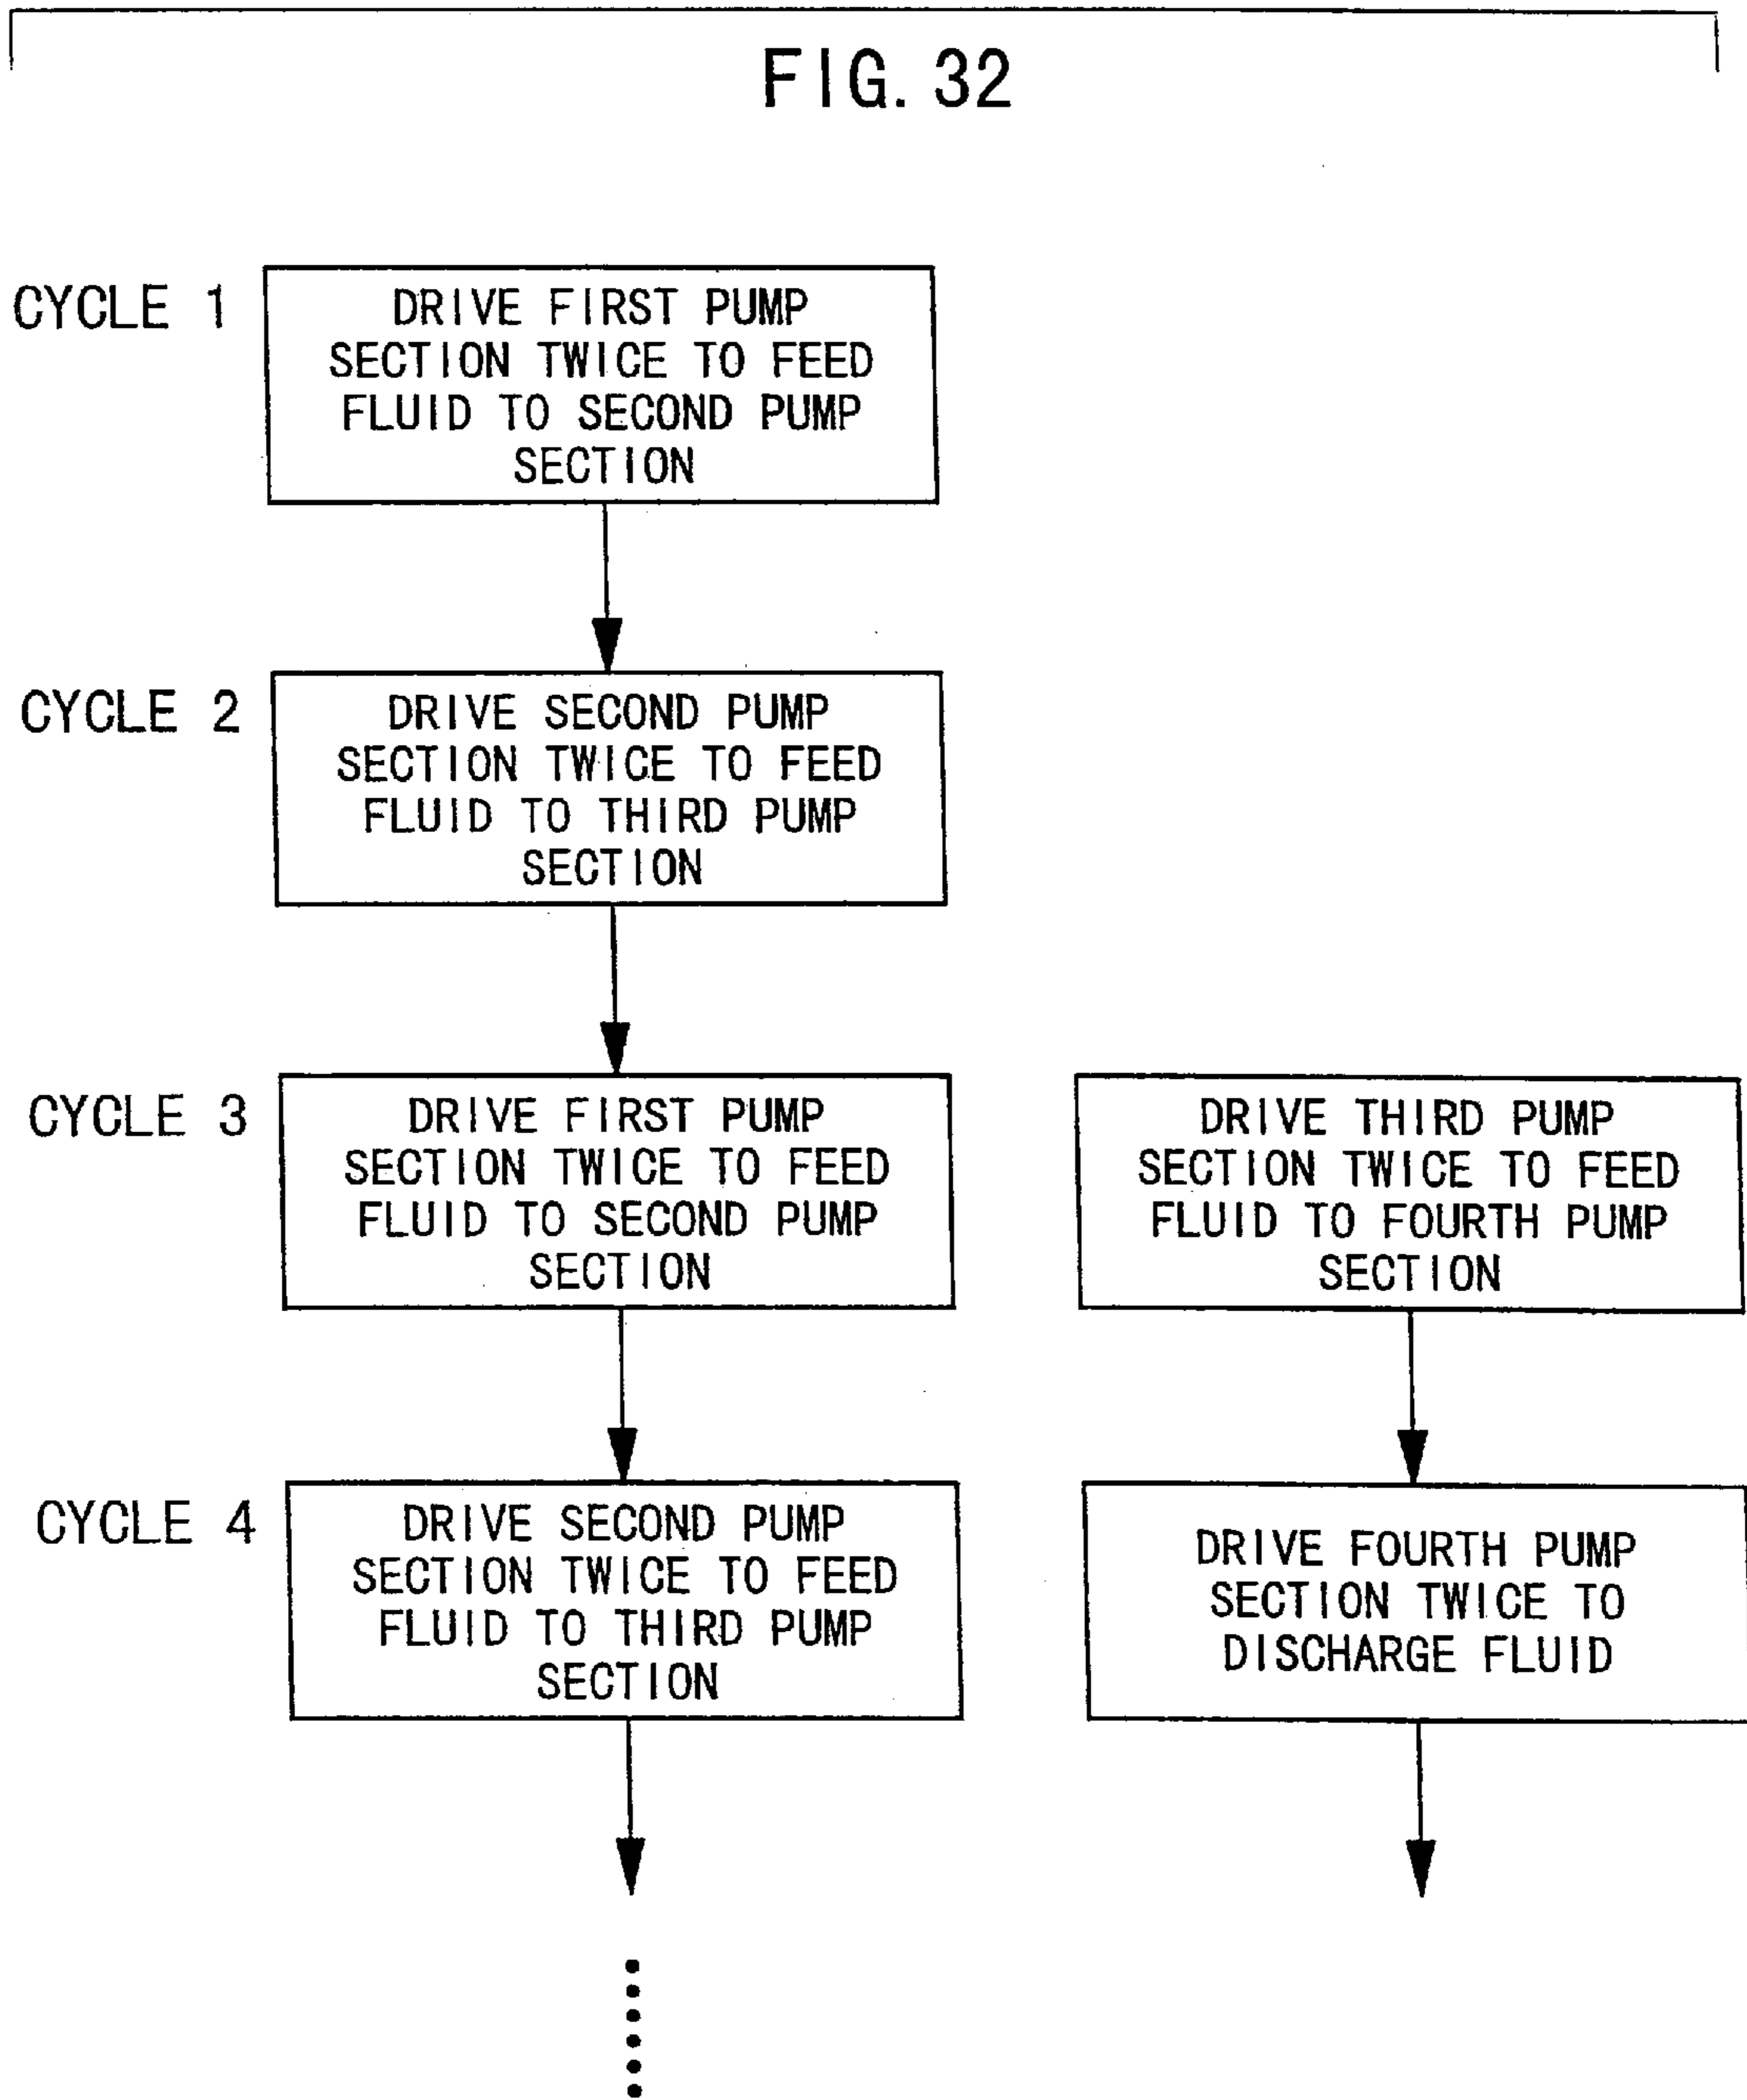 FIG. 32
CYCLE 1
DRIVE FIRST PUMP
SECTION TWICE TO FEED
FLUID TO SECOND PUMP
SECTION
CYCLE 2
DRIVE SECOND PUMP
SECTION TWICE TO FEED
FLUID TO THIRD PUMP
SECTION
CYCLE 3
DRIVE FIRST PUMP
SECTION TWICE TO FEED
FLUID TO SECOND PUMP
SECTION
DRIVE THIRD PUMP
SECTION TWICE TO FEED
FLUID TO FOURTH PUMP
SECTION
CYCLE 4
DRIVE SECOND PUMP
SECTION TWICE TO FEED
FLUID TO THIRD PUMP
SECTION
DRIVE FOURTH PUMP
SECTION TWICE TO
DISCHARGE FLUID